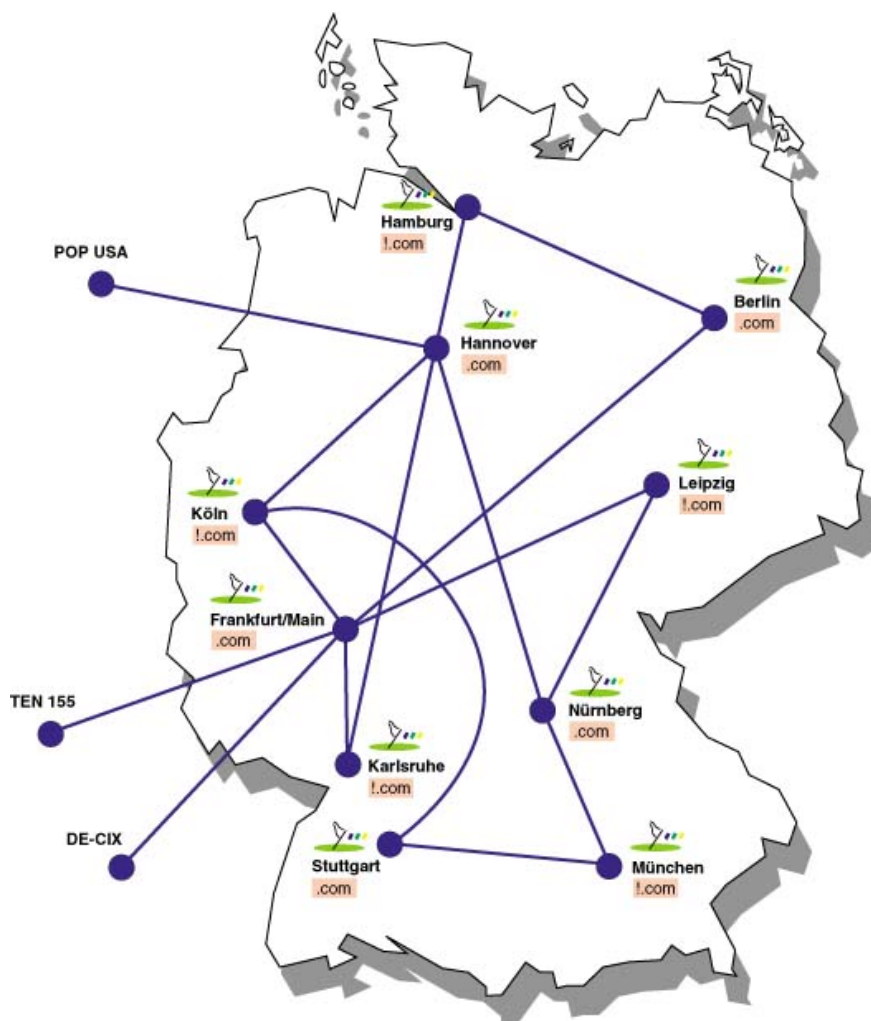 Hamburg
!.com
POP USA
Berlin
.com
Hannover
.com
Leipzig
!.com
Köln
!.com
Frankfurt/Main
.com
TEN 155
Nürnberg
.com
Karlsruhe
!.com
DE-CIX
Stuttgart
.com
München
!.com